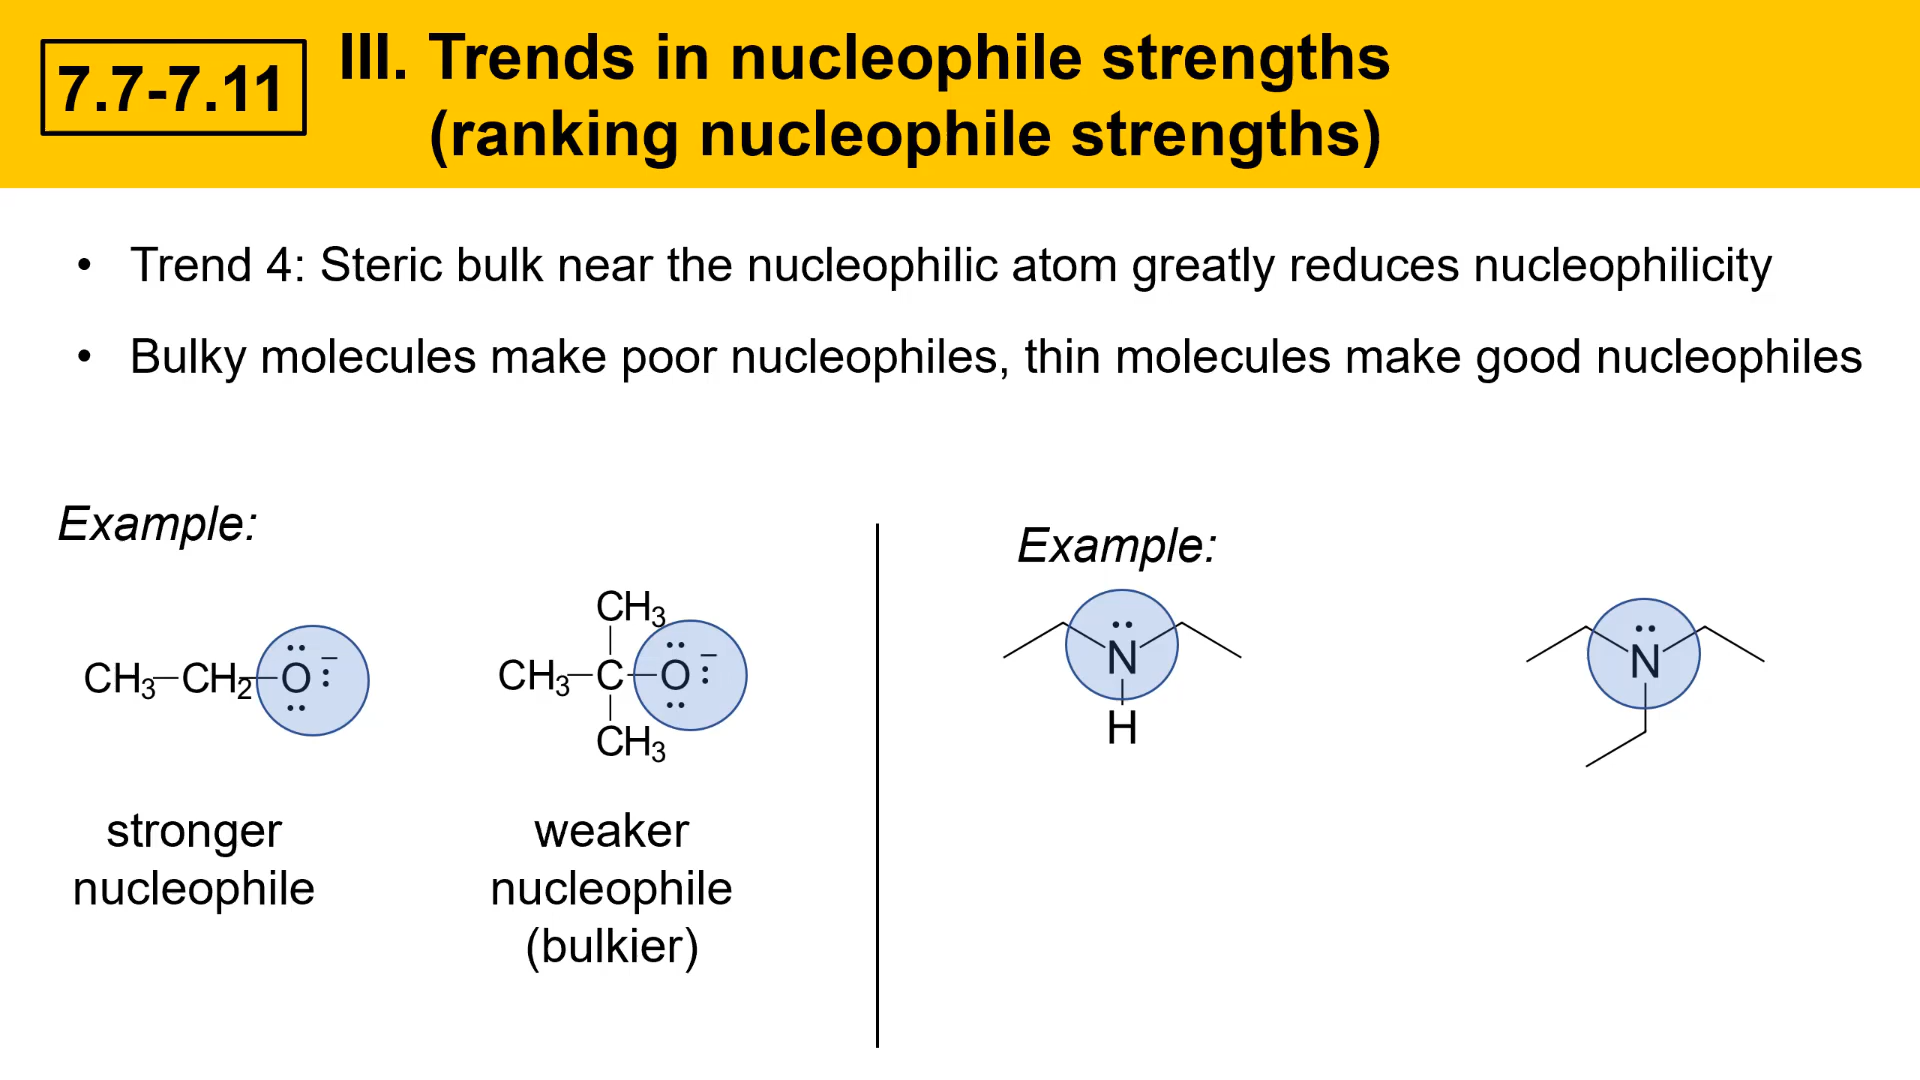 7.7-7.11
III. Trends in nucleophile strengths
(ranking nucleophile strengths)
• Trend 4: Steric bulk near the nucleophilic atom greatly reduces nucleophilicity
• Bulky molecules make poor nucleophiles, thin molecules make good nucleophiles
Example:
CH₃–CH₂–O:⁻
stronger
nucleophile
CH₃
CH₃–C–O:⁻
CH₃
weaker
nucleophile
(bulkier)
Example:
N
H
N